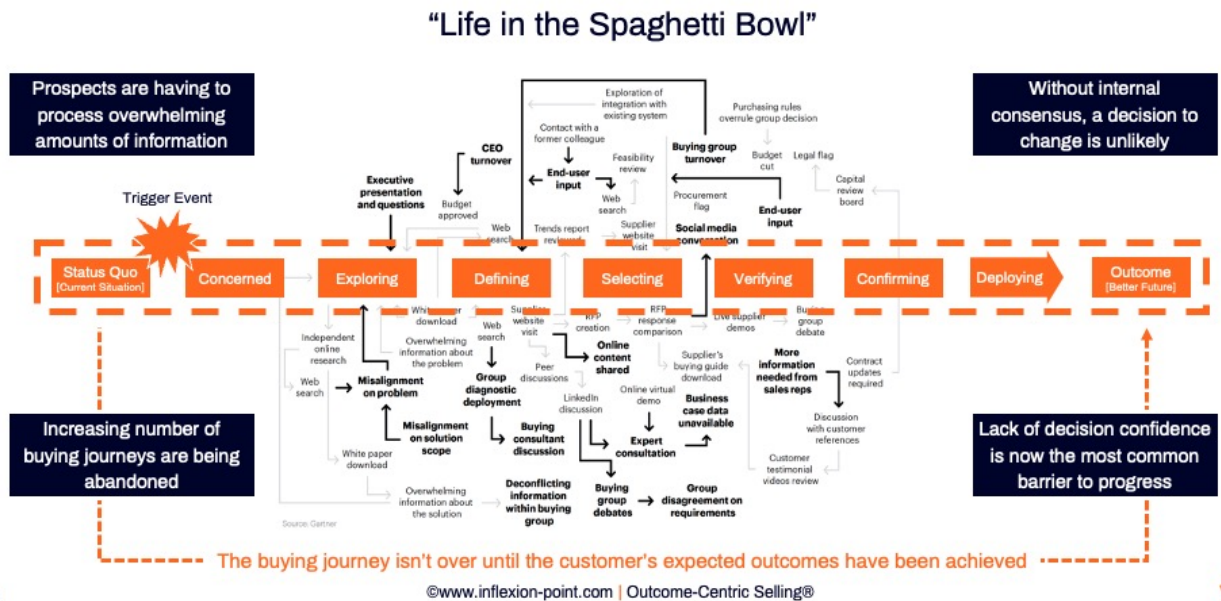 “Life in the Spaghetti Bowl”
Prospects are having to
process overwhelming
amounts of information
Without internal
consensus, a decision to
change is unlikely
Exploration of
integration with
existing system
Contact with a
former colleague
Purchasing rules
overrule group decision
CEO
turnover
End-user
input
Feasibility
review
Buying group
turnover
Budget
cut
Legal flag
Executive
presentation
and questions
Budget
approved
Web
search
Procurement
flag
End-user
input
Capital
review
board
Trigger Event
Web
search
Trends report
Supplier
website
visit
Social media
Status Quo
[Current Situation]
Concerned
Exploring
Defining
Selecting
Verifying
Confirming
Deploying
Outcome
[Better Future]
Independent
online
research
download
Overwhelming
information about
the problem
Web
search
website
visit
creation
RFP
response
comparison
Live supplier
demos
Buying
group
debate
Web
search
Misalignment
on problem
Group
diagnostic
deployment
Peer
discussions
Online
content
shared
Supplier's
buying guide
download
More
information
needed from
sales reps
Contract
updates
required
LinkedIn
discussion
Online virtual
demo
Business
case data
unavailable
Misalignment
on solution
scope
Buying
consultant
discussion
Expert
consultation
Discussion
with customer
references
Increasing number of
buying journeys are being
abandoned
Lack of decision confidence
is now the most common
barrier to progress
White paper
download
Customer
testimonial
videos review
Overwhelming
information about
the solution
Deconflicting
information
within buying
group
Buying
group
debates
Group
disagreement on
requirements
Source: Gartner
The buying journey isn't over until the customer's expected outcomes have been achieved
©www.inflexion-point.com | Outcome-Centric Selling®